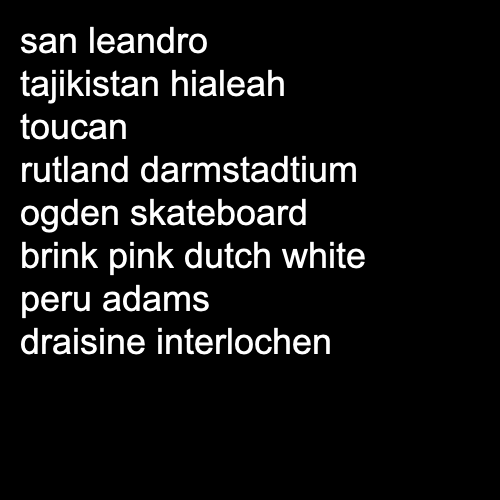 san leandro
tajikistan hialeah
toucan
rutland darmstadtium
ogden skateboard
brink pink dutch white
peru adams
draisine interlochen